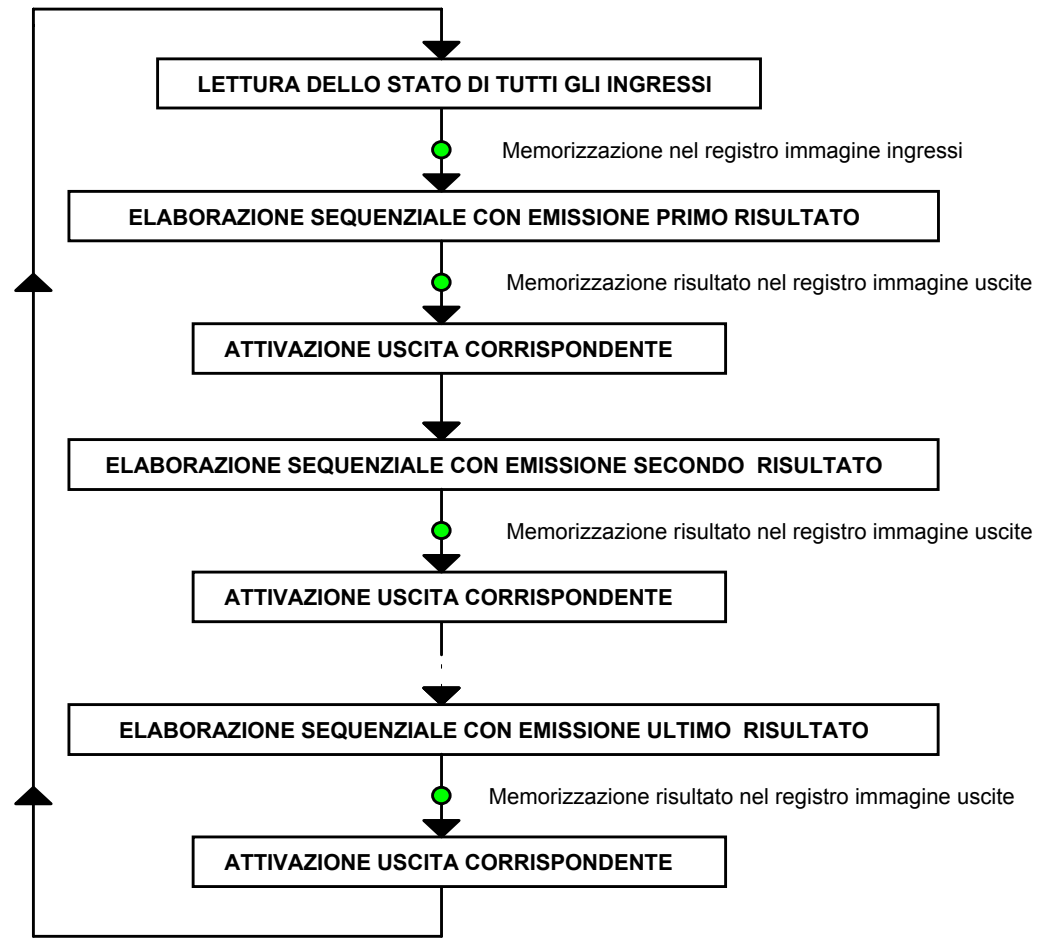 LETTURA DELLO STATO DI TUTTI GLI INGRESSI
Memorizzazione nel registro immagine ingressi
ELABORAZIONE SEQUENZIALE CON EMISSIONE PRIMO RISULTATO
Memorizzazione risultato nel registro immagine uscite
ATTIVAZIONE USCITA CORRISPONDENTE
ELABORAZIONE SEQUENZIALE CON EMISSIONE SECONDO RISULTATO
Memorizzazione risultato nel registro immagine uscite
ATTIVAZIONE USCITA CORRISPONDENTE
ELABORAZIONE SEQUENZIALE CON EMISSIONE ULTIMO RISULTATO
Memorizzazione risultato nel registro immagine uscite
ATTIVAZIONE USCITA CORRISPONDENTE